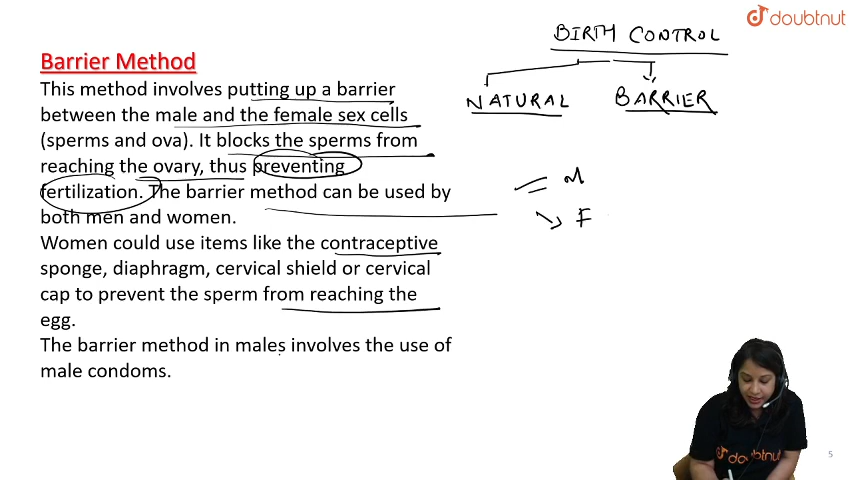 doubtnut
BIRTH CONTROL
NATURAL BARRIER
M
F
Barrier Method
This method involves putting up a barrier
between the male and the female sex cells
(sperms and ova). It blocks the sperms from
reaching the ovary, thus preventing
fertilization. The barrier method can be used by
both men and women.
Women could use items like the contraceptive
sponge, diaphragm, cervical shield or cervical
cap to prevent the sperm from reaching the
egg.
The barrier method in males involves the use of
male condoms.
doubtnut
5